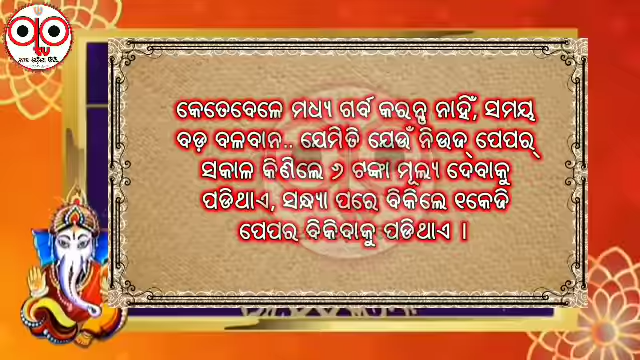 କେତେବେଳେ ମଧ୍ୟ ଗର୍ବ କରନ୍ତୁ ନାହିଁ, ସମୟ
ବଡ଼ ବଳବାନ.. ଯେମିତି ଯେଉଁ ନିଉଜ୍ ପେପର୍
ସକାଳ କିଣିଲେ ୬ ଟଙ୍କା ମୂଲ୍ୟ ଦେବାକୁ
ପଡିଥାଏ, ସନ୍ଧ୍ୟା ପରେ ବିକିଲେ ୧କେଜି
ପେପର ବିକିବାକୁ ପଡିଥାଏ ।